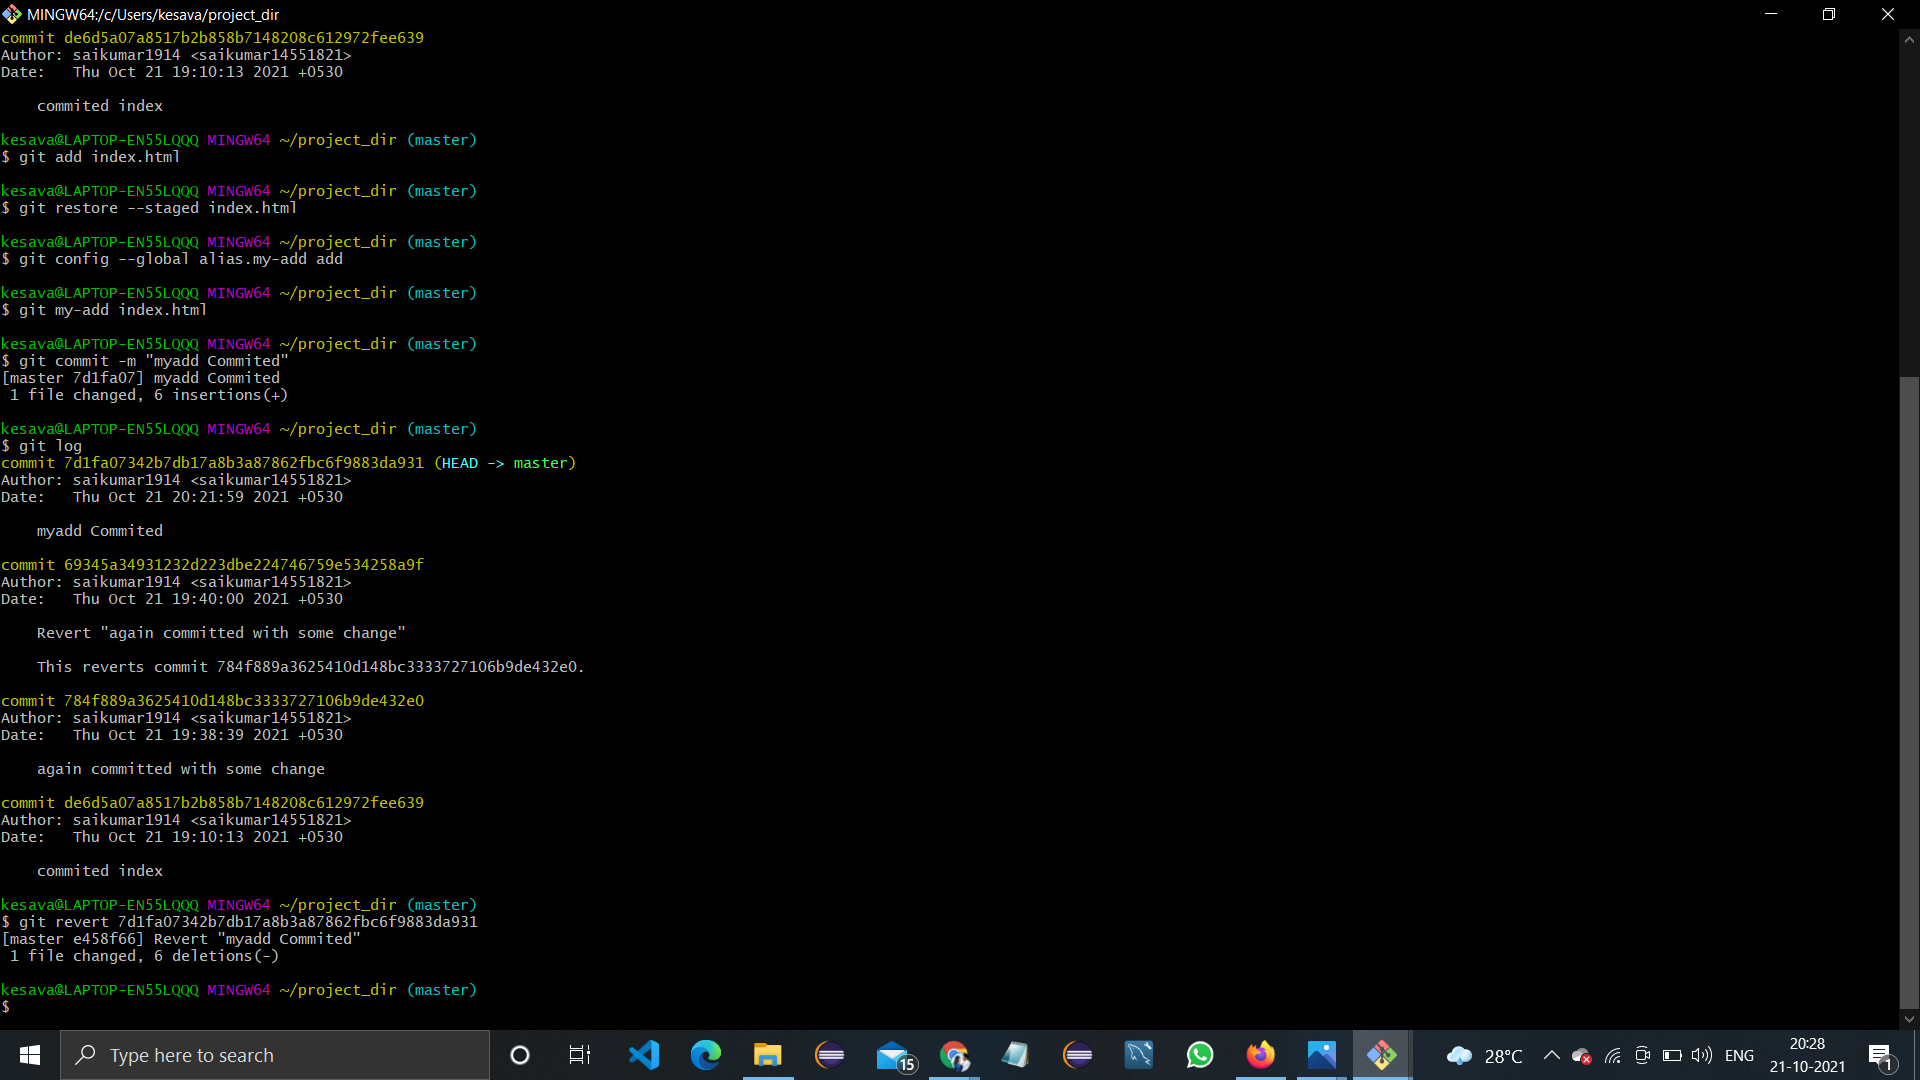 MINGW64:/c/Users/kesava/project_dir
commit de6d5a07a8517b2b858b7148208c612972fee639
Author: saikumar1914 <saikumar14551821>
Date:   Thu Oct 21 19:10:13 2021 +0530
    commited index
kesava@LAPTOP-EN55LQQQ MINGW64 ~/project_dir (master)
$ git add index.html
kesava@LAPTOP-EN55LQQQ MINGW64 ~/project_dir (master)
$ git restore --staged index.html
kesava@LAPTOP-EN55LQQQ MINGW64 ~/project_dir (master)
$ git config --global alias.my-add add
kesava@LAPTOP-EN55LQQQ MINGW64 ~/project_dir (master)
$ git my-add index.html
kesava@LAPTOP-EN55LQQQ MINGW64 ~/project_dir (master)
$ git commit -m "myadd Commited"
[master 7d1fa07] myadd Commited
 1 file changed, 6 insertions(+)
kesava@LAPTOP-EN55LQQQ MINGW64 ~/project_dir (master)
$ git log
commit 7d1fa07342b7db17a8b3a87862fbc6f9883da931 (HEAD -> master)
Author: saikumar1914 <saikumar14551821>
Date:   Thu Oct 21 20:21:59 2021 +0530
    myadd Commited
commit 69345a34931232d223dbe224746759e534258a9f
Author: saikumar1914 <saikumar14551821>
Date:   Thu Oct 21 19:40:00 2021 +0530
    Revert "again committed with some change"
    This reverts commit 784f889a3625410d148bc3333727106b9de432e0.
commit 784f889a3625410d148bc3333727106b9de432e0
Author: saikumar1914 <saikumar14551821>
Date:   Thu Oct 21 19:38:39 2021 +0530
    again committed with some change
commit de6d5a07a8517b2b858b7148208c612972fee639
Author: saikumar1914 <saikumar14551821>
Date:   Thu Oct 21 19:10:13 2021 +0530
    commited index
kesava@LAPTOP-EN55LQQQ MINGW64 ~/project_dir (master)
$ git revert 7d1fa07342b7db17a8b3a87862fbc6f9883da931
[master e458f66] Revert "myadd Commited"
 1 file changed, 6 deletions(-)
kesava@LAPTOP-EN55LQQQ MINGW64 ~/project_dir (master)
$
Type here to search
15
28°C
ENG
20:28
21-10-2021
1